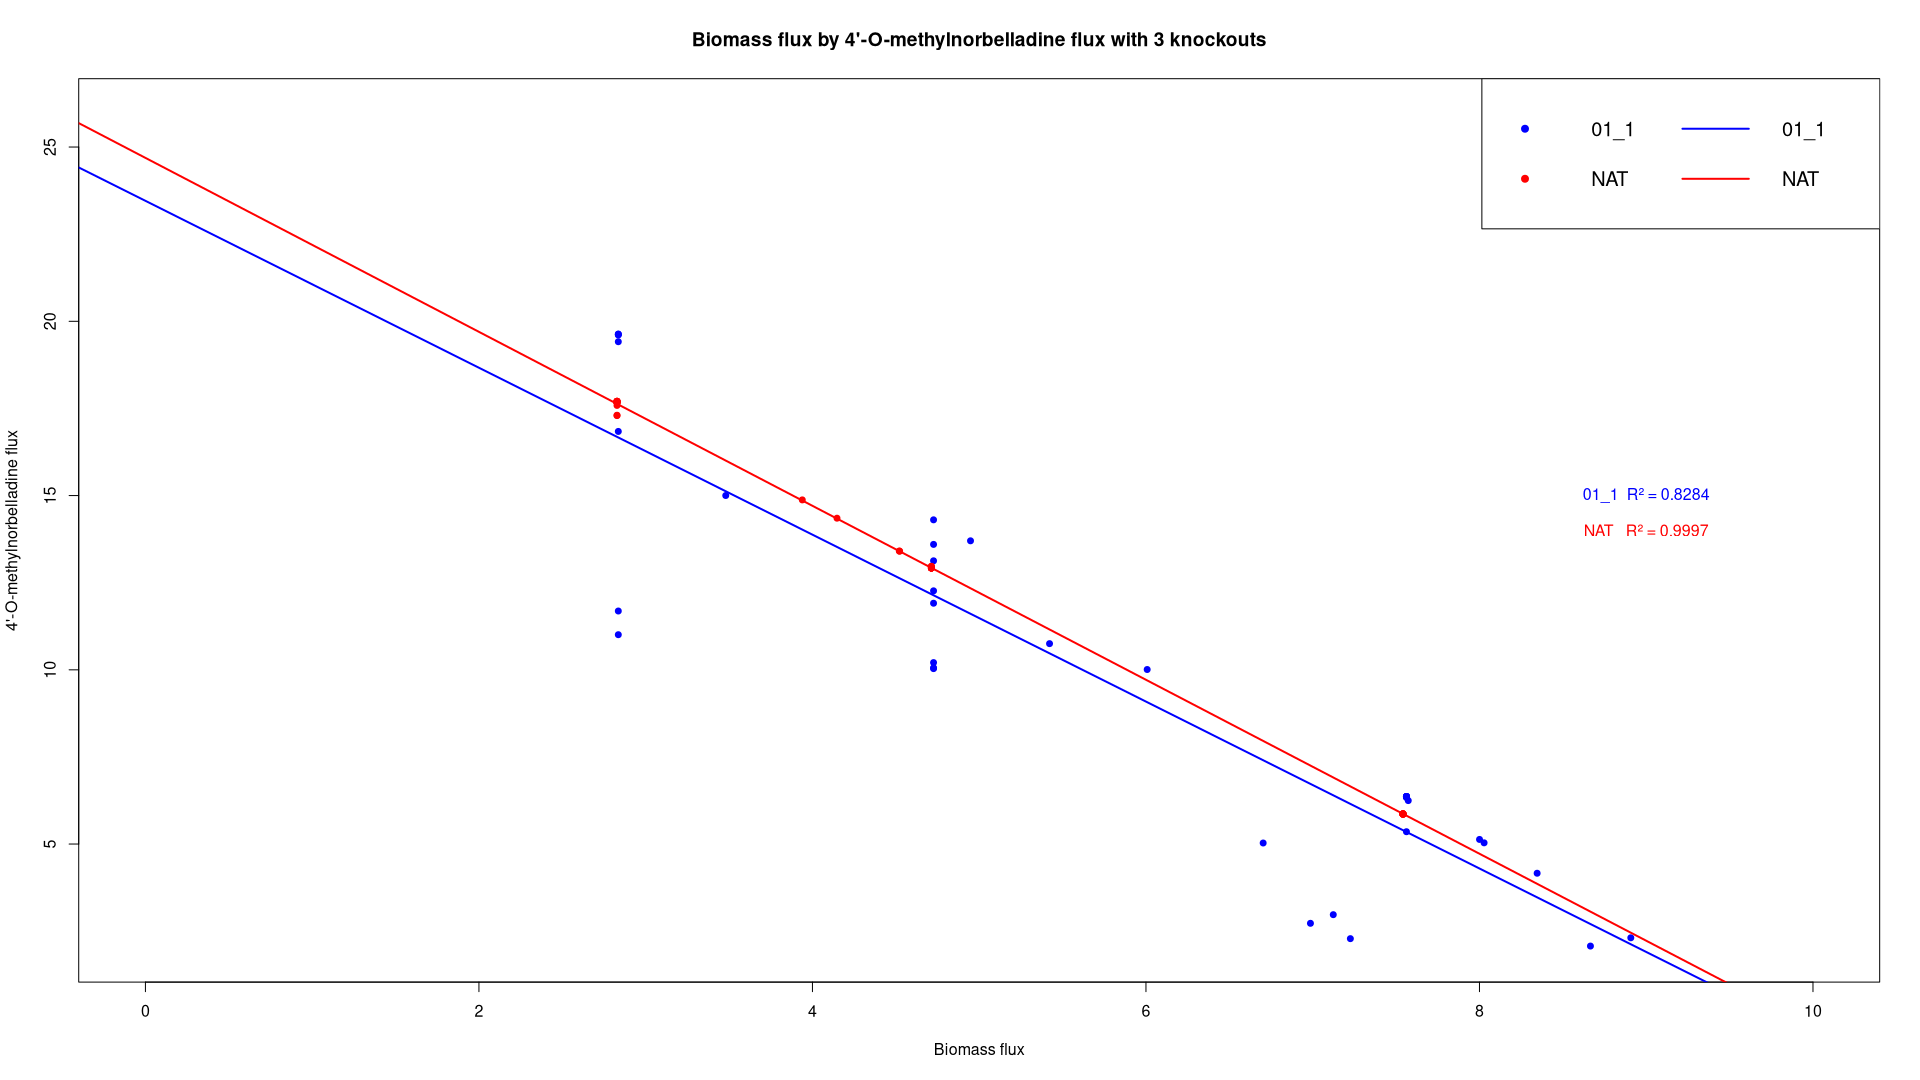 Biomass flux by 4'-O-methylnorbelladine flux with 3 knockouts
01_1 01_1
NAT NAT
25
20
15
10
5
4'-O-methylnorbelladine flux
01_1 R² = 0.8284
NAT R² = 0.9997
0 2 4 6 8 10
Biomass flux